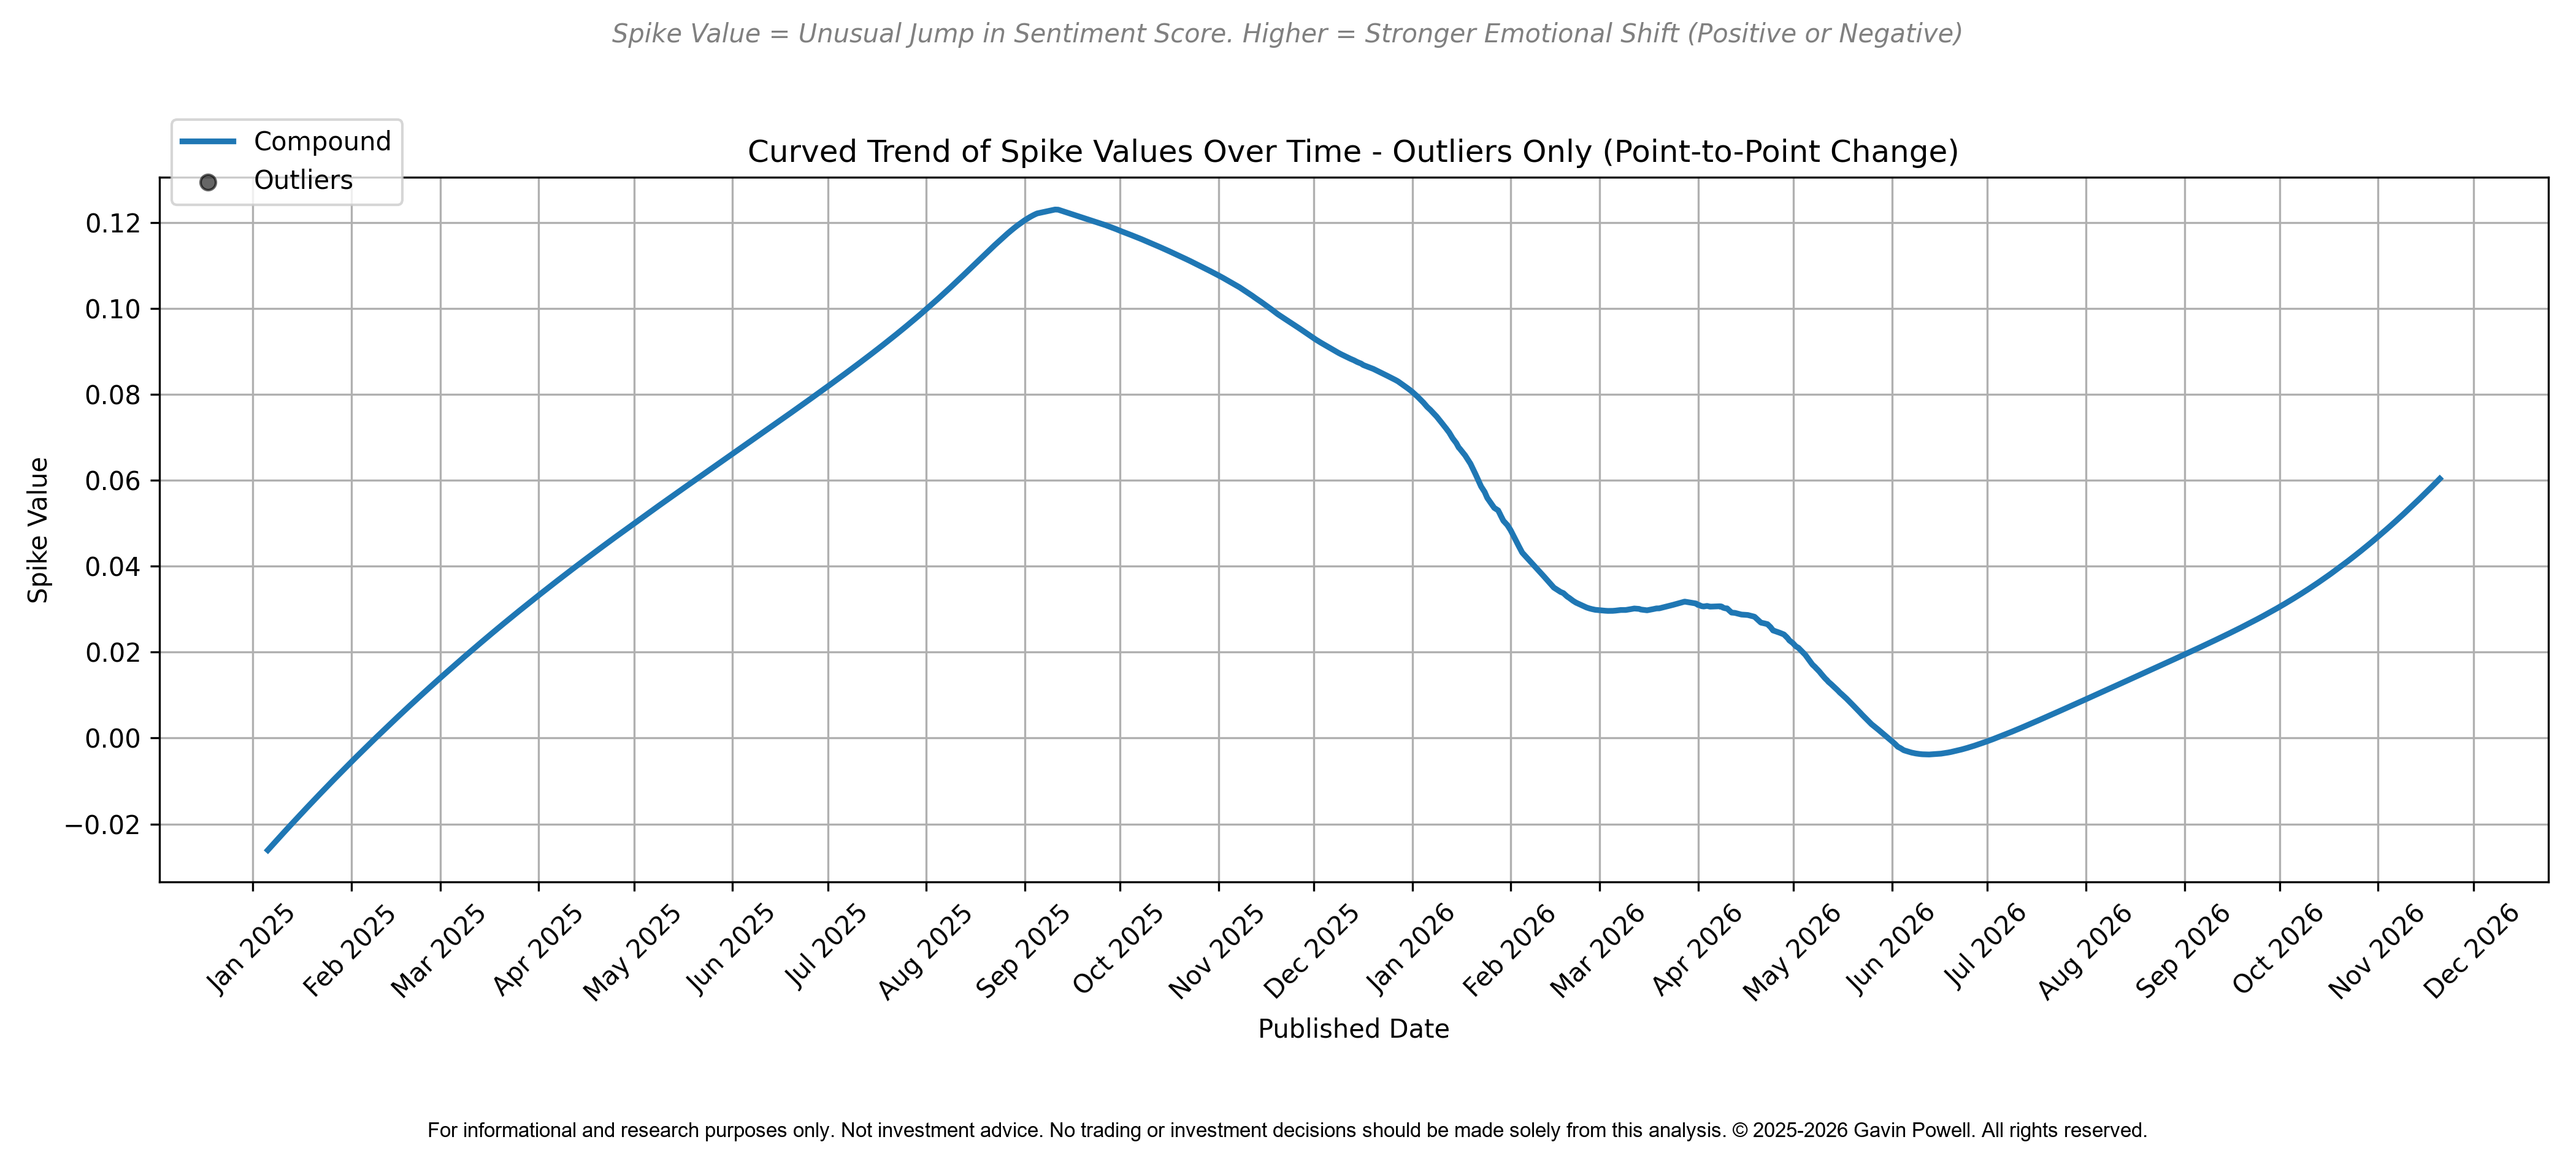 Spike Value = Unusual Jump in Sentiment Score. Higher = Stronger Emotional Shift (Positive or Negative)
Compound
Outliers
Curved Trend of Spike Values Over Time - Outliers Only (Point-to-Point Change)
Spike Value
0.12
0.10
0.08
0.06
0.04
0.02
0.00
−0.02
Jan 2025
Feb 2025
Mar 2025
Apr 2025
May 2025
Jun 2025
Jul 2025
Aug 2025
Sep 2025
Oct 2025
Nov 2025
Dec 2025
Jan 2026
Feb 2026
Mar 2026
Apr 2026
May 2026
Jun 2026
Jul 2026
Aug 2026
Sep 2026
Oct 2026
Nov 2026
Dec 2026
Published Date
For informational and research purposes only. Not investment advice. No trading or investment decisions should be made solely from this analysis. © 2025-2026 Gavin Powell. All rights reserved.